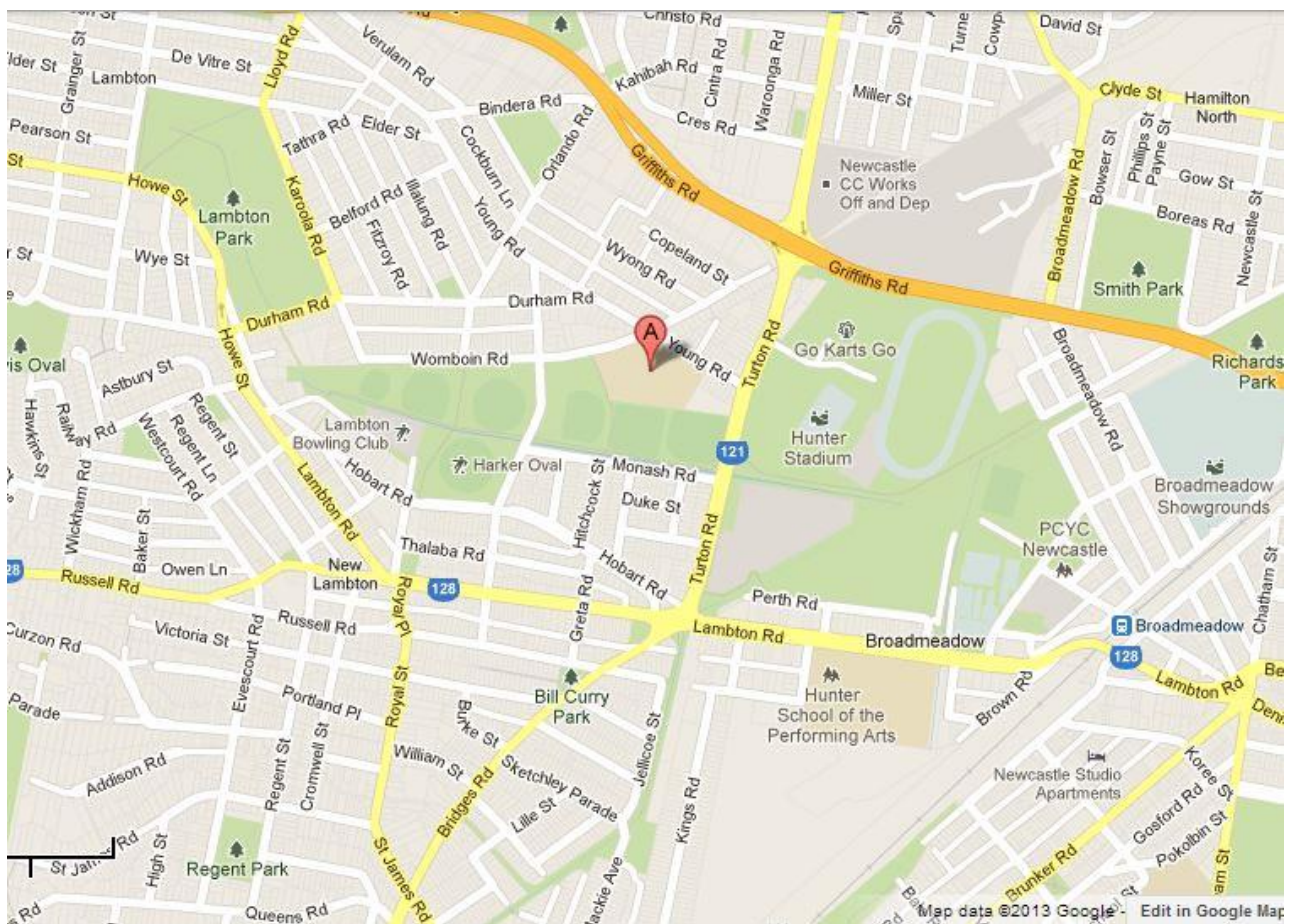 Christo Rd
David St
Verulam Rd
Lloyd Rd
Grainger St
De Vitre St
Elder St
Lambton
Kahibah Rd
Cintra Rd
Waroonga Rd
Miller St
Clyde St
Hamilton
North
Bindera Rd
Orlando Rd
Cres Rd
Pearson St
Tathra Rd
Elder St
Cockburn Ln
Griffiths Rd
Newcastle
CC Works
Off and Dep
Broadmeadow Rd
Bowser St
Phillips St
Payne St
Gow St
St
Howe St
Lambton
Park
Karoola Rd
Belford Rd
Illalung Rd
Fitzroy Rd
Young Rd
Boreas Rd
Newcastle St
Copeland St
Wyong Rd
Wye St
Griffiths Rd
Smith Park
Durham Rd
Durham Rd
A
Turton Rd
Go Karts Go
Howe St
Womboin Rd
Young Rd
Richards
Park
vis Oval
Astbury St
Broadmeadow Rd
Hawkins St
Railway Rd
Regent St
Regent Ln
Westcourt Rd
Lambton
Bowling Club
Hunter
Stadium
121
Harker Oval
Monash Rd
Hobart Rd
Lambton Rd
Hitchcock St
Duke St
Broadmeadow
Showgrounds
Wickham Rd
Baker St
PCYC
Newcastle
Turton Rd
Thalaba Rd
Hobart Rd
Owen Ln
New
Lambton
28
Russell Rd
128
Royal Pl
Perth Rd
Chatham St
Greta Rd
Lambton Rd
Broadmeadow
Broadmeadow
Curzon Rd
Victoria St
Russell Rd
Evescourt Rd
128
Lambton Rd
Parade
Portland Pl
Royal St
Bill Curry
Park
Hunter
School of the
Performing Arts
Brown Rd
Burke St
Jellicoe St
William St
Sketchley Parade
Addison Rd
Regent St
Cromwell St
Bridges Rd
Lille St
Kings Rd
Newcastle Studio
Apartments
Koree St
Gosford Rd
Pokolbin St
High St
Regent Park
St James Rd
Brunker Rd
Queens Rd
Map data ©2013 Google - Edit in Google Map